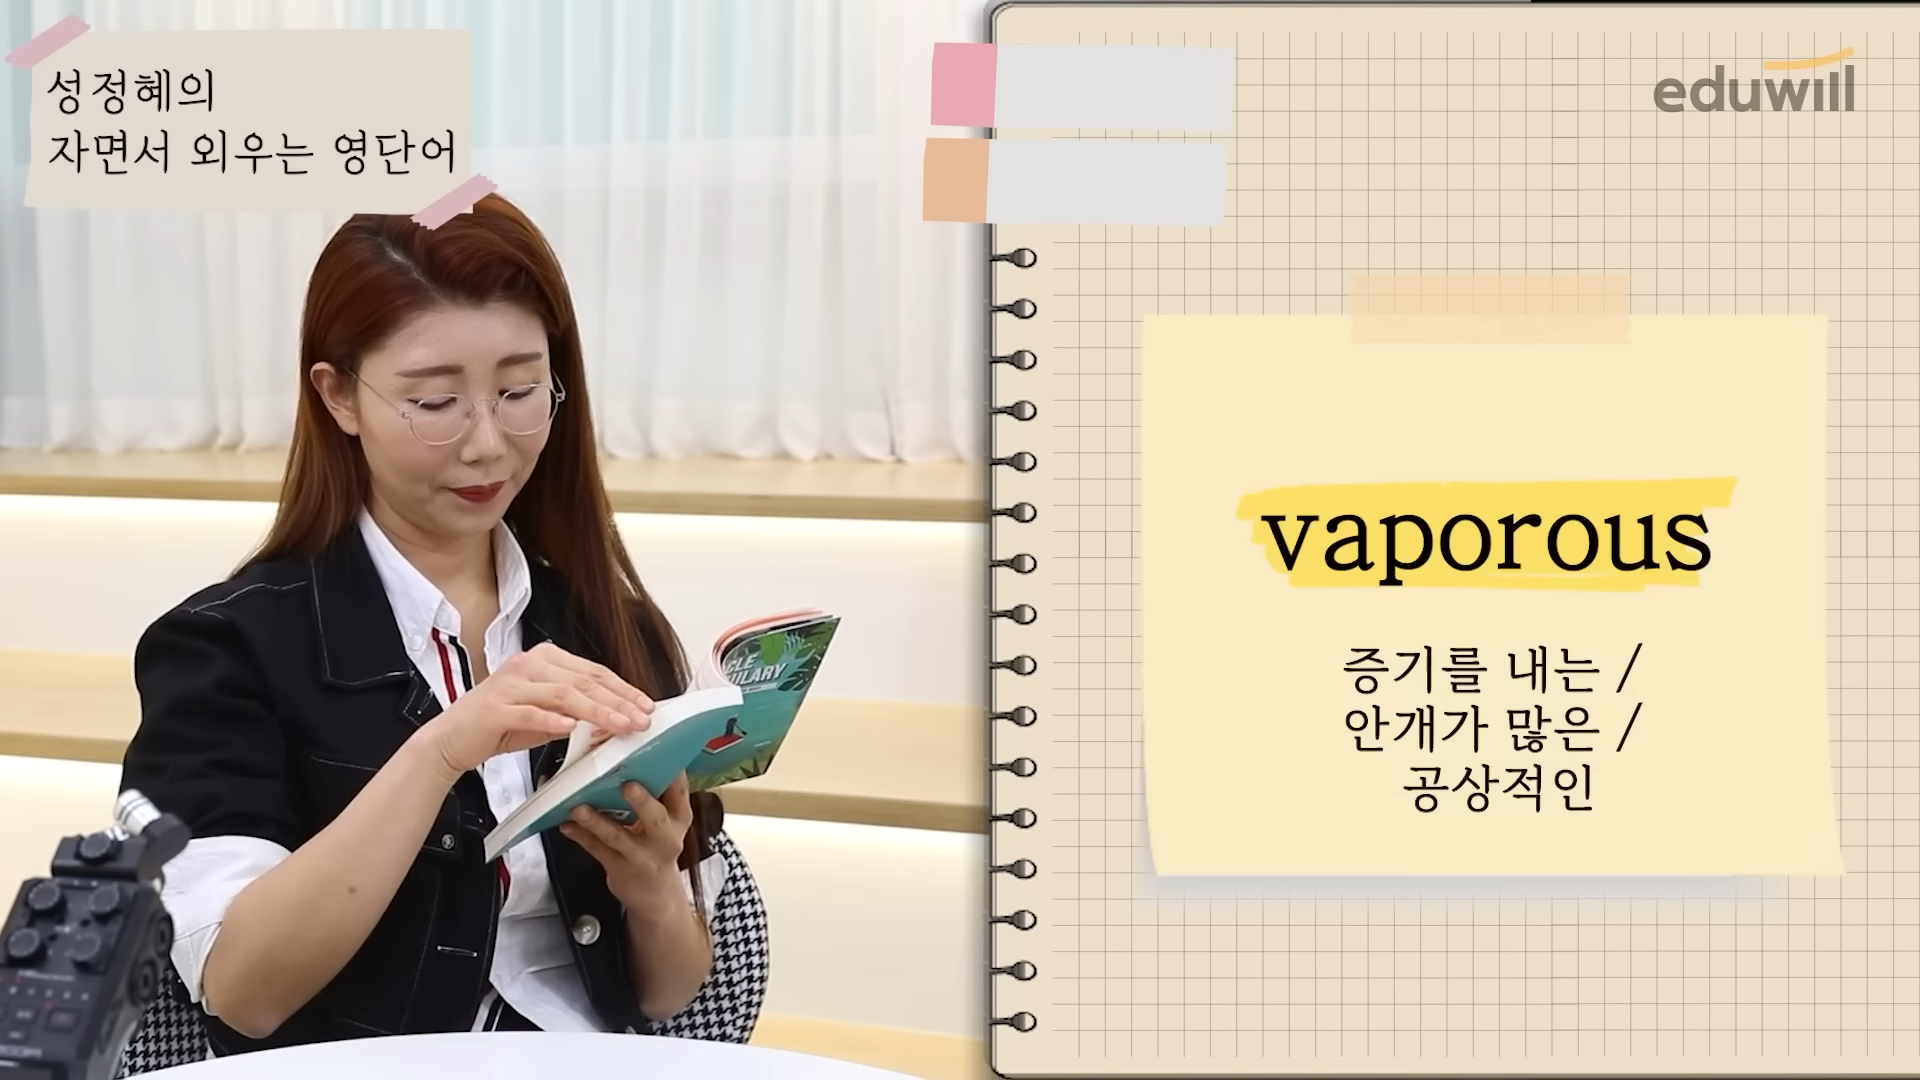 성정혜의
자면서 외우는 영단어
eduwill
vaporous
증기를 내는 /
안개가 많은 /
공상적인